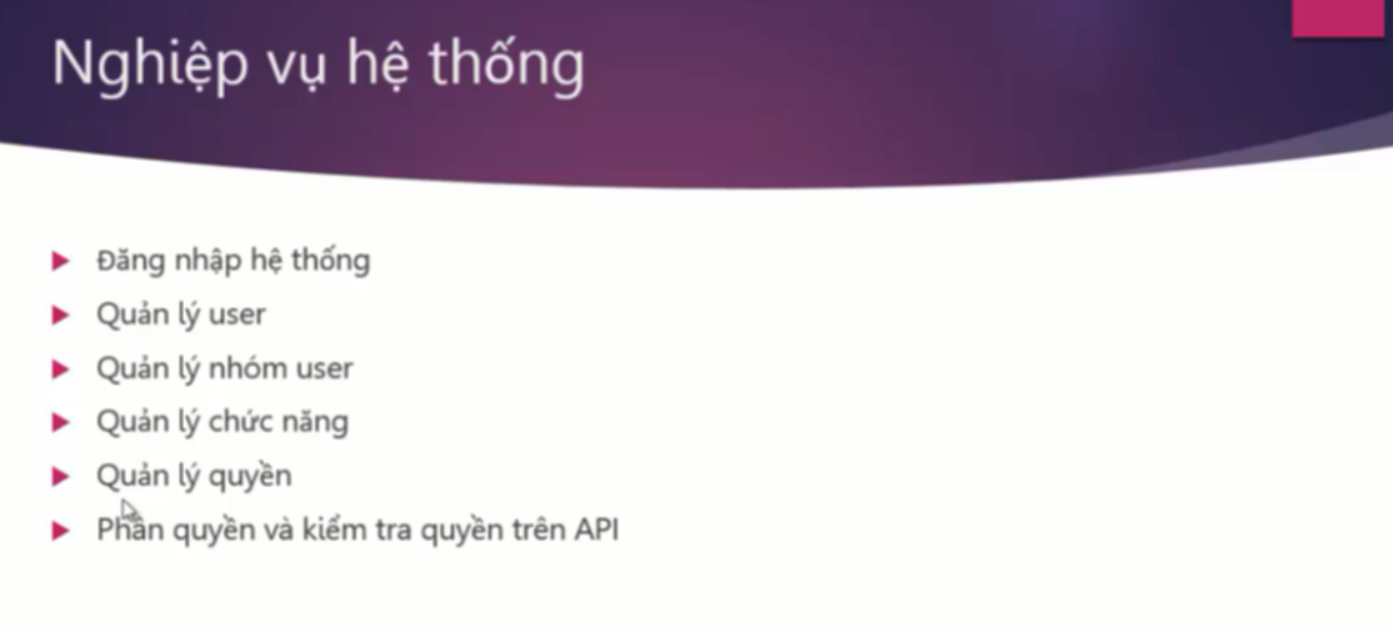 Nghiệp vụ hệ thống
Đăng nhập hệ thống
Quản lý user
Quản lý nhóm user
Quản lý chức năng
Quản lý quyền
Phần quyền và kiểm tra quyền trên API